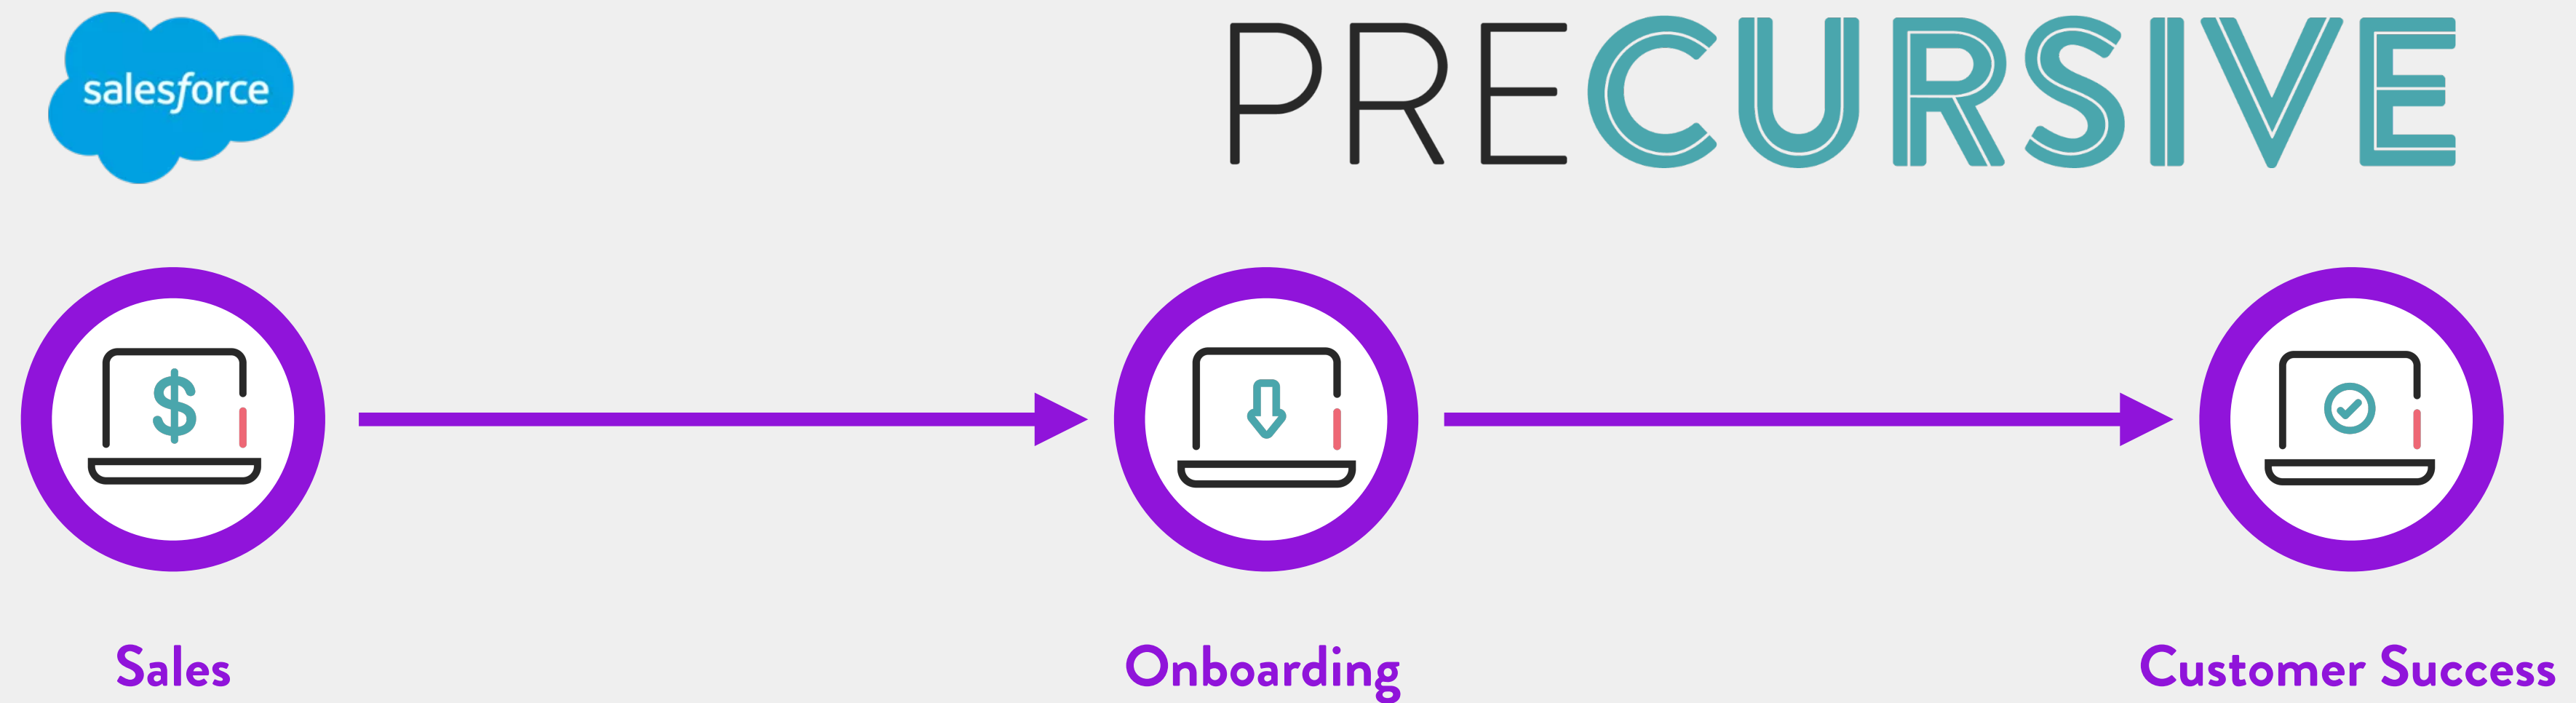 salesforce
PRECURSIVE
$
Sales
Onboarding
Customer Success